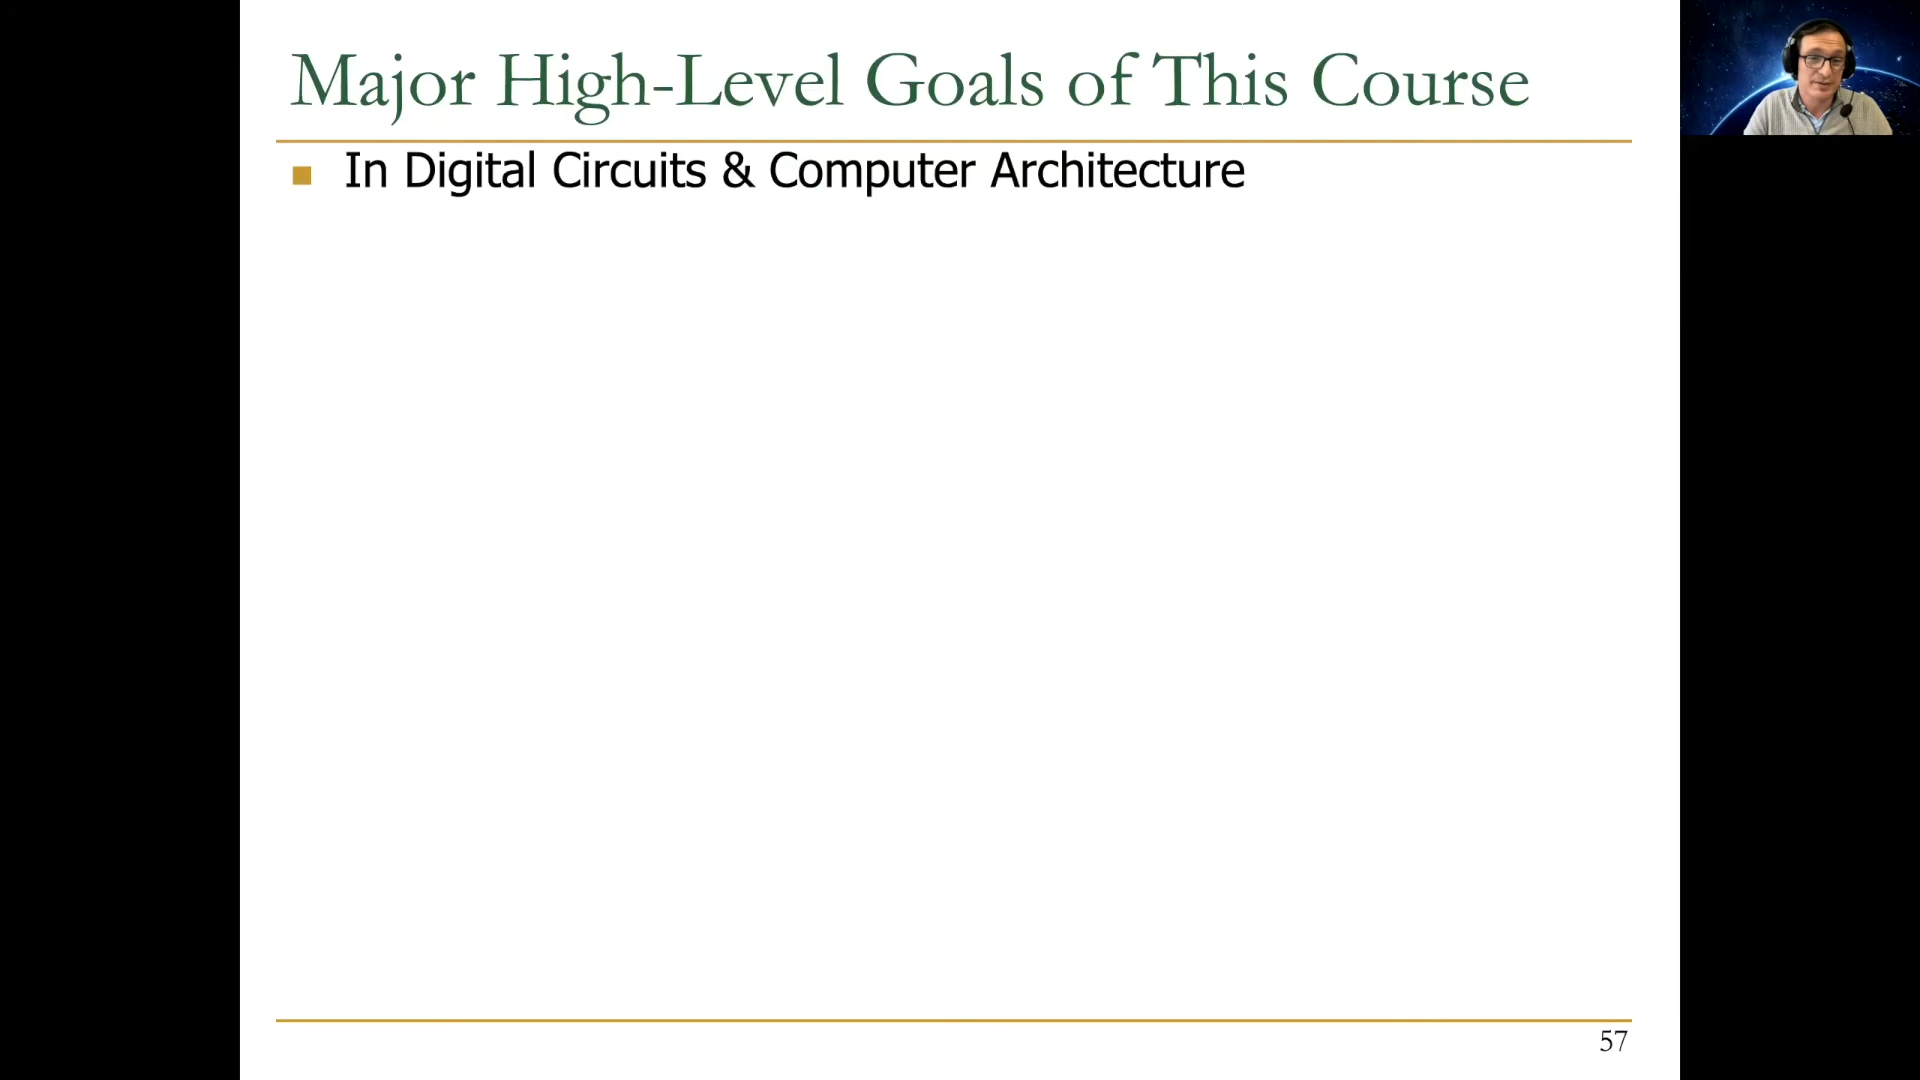 Major High-Level Goals of This Course
In Digital Circuits & Computer Architecture
57